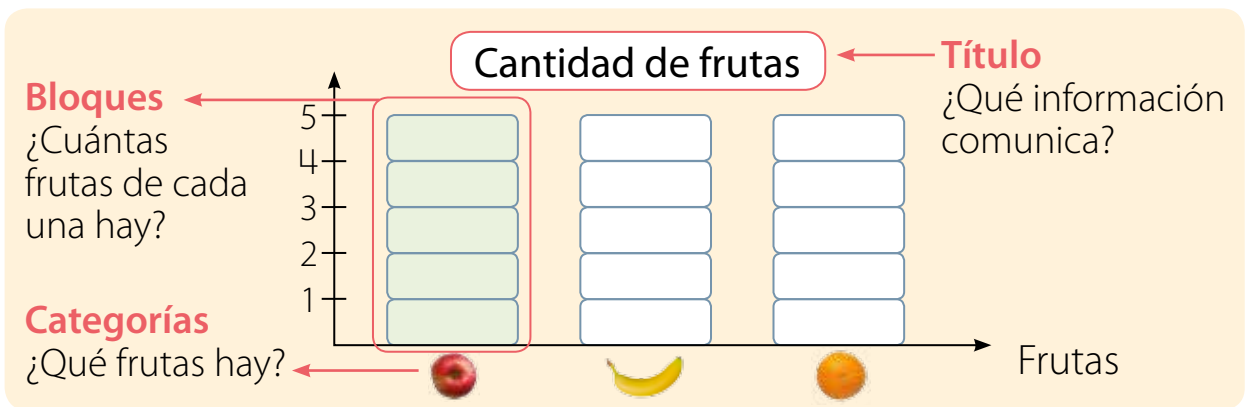 Cantidad de frutas
Título
¿Qué información
comunica?
Bloques
¿Cuántas
frutas de cada
una hay?
5
4
3
2
1
Categorías
¿Qué frutas hay?
Frutas